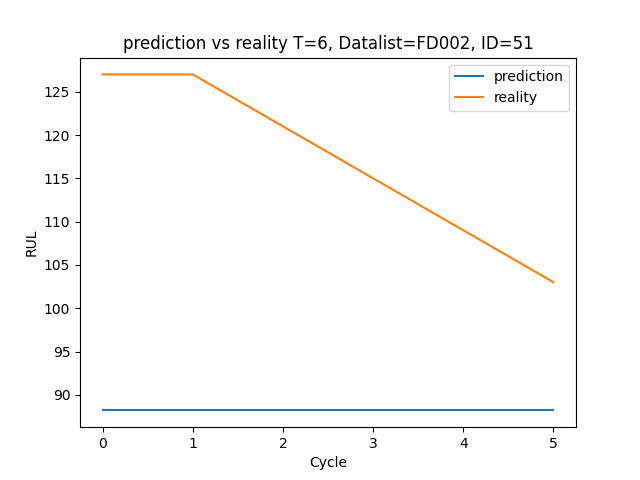 prediction vs reality T=6, Datalist=FD002, ID=51
prediction
reality
125
120
115
110
105
100
95
90
RUL
0 1 2 3 4 5
Cycle